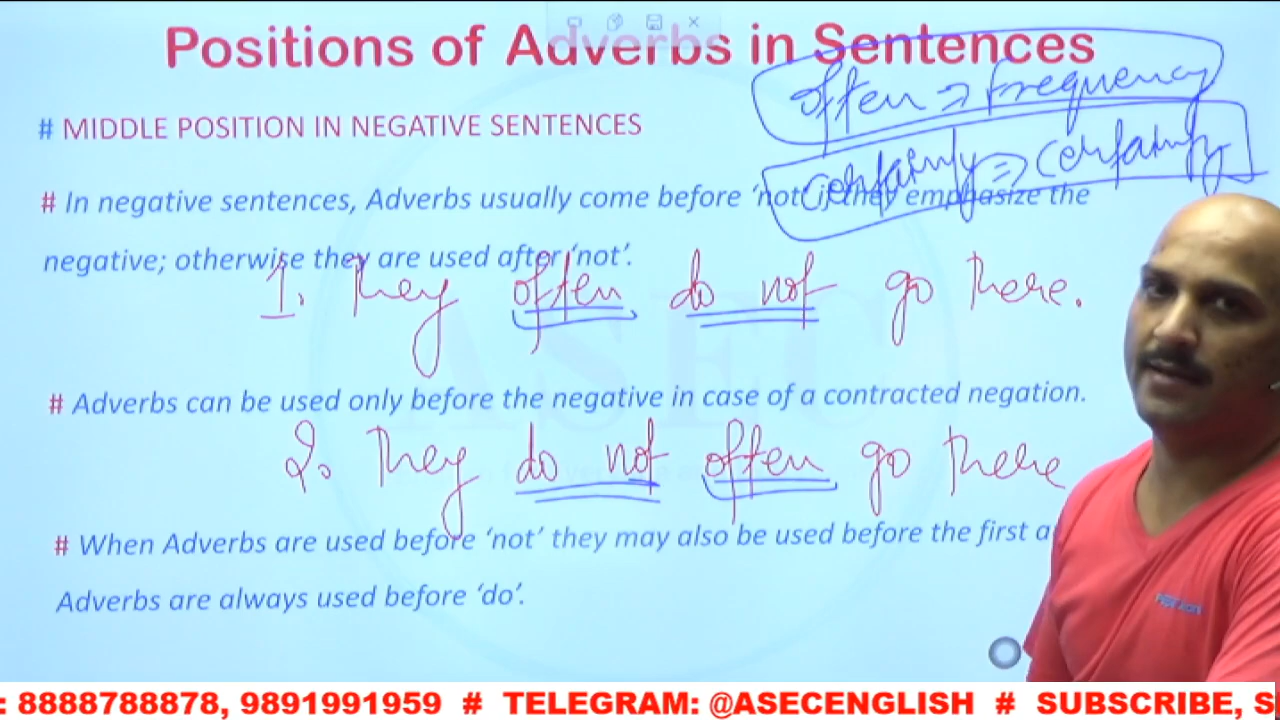 Positions of Adverbs in Sentences
often => frequency
# MIDDLE POSITION IN NEGATIVE SENTENCES
certainly => certainty
# In negative sentences, Adverbs usually come before 'not' if they emphasize the
negative; otherwise they are used after 'not'.
1. They often do not go there.
ASEC
# Adverbs can be used only before the negative in case of a contracted negation.
2. They do not often go there
# When Adverbs are used before 'not' they may also be used before the first a
Adverbs are always used before 'do'.
: 8888788878, 9891991959 # TELEGRAM: @ASECENGLISH # SUBSCRIBE, S